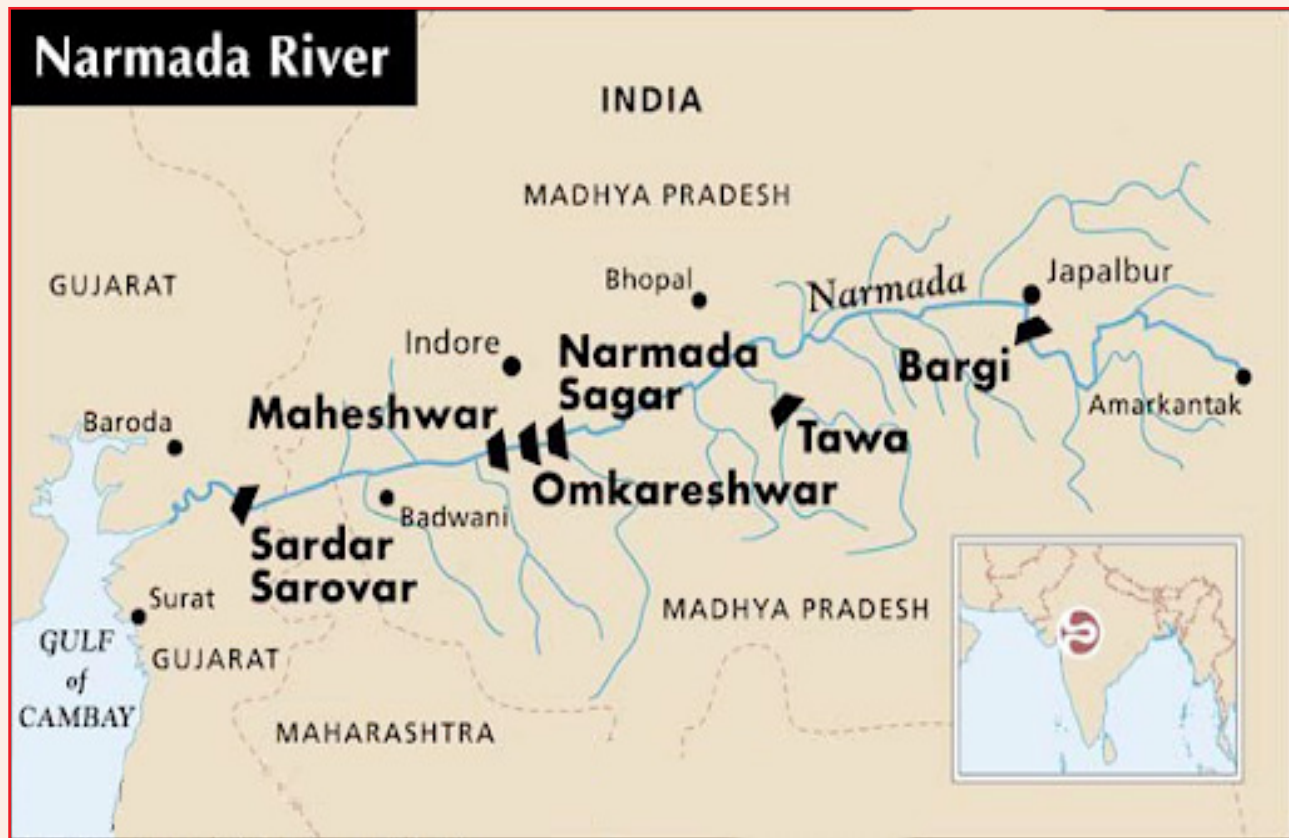 Narmada River
INDIA
MADHYA PRADESH
GUJARAT
Bhopal
Narmada
Japalbur
Indore
Narmada
Sagar
Bargi
Maheshwar
Amarkantak
Baroda
Tawa
Omkareshwar
Badwani
Sardar
Sarovar
Surat
MADHYA PRADESH
GULF
of
CAMBAY
GUJARAT
MAHARASHTRA